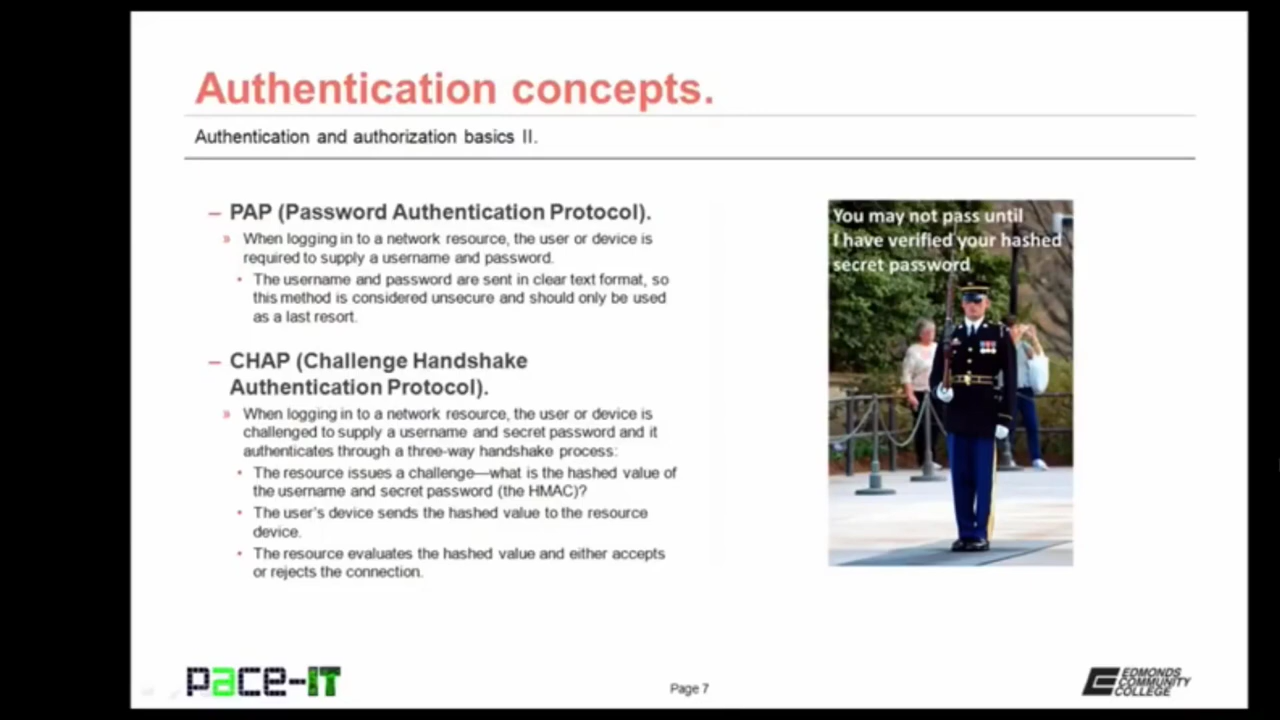 Authentication concepts.
Authentication and authorization basics II.
– PAP (Password Authentication Protocol).
» When logging in to a network resource, the user or device is
required to supply a username and password.
• The username and password are sent in clear text format, so
this method is considered unsecure and should only be used
as a last resort.
– CHAP (Challenge Handshake
Authentication Protocol).
» When logging in to a network resource, the user or device is
challenged to supply a username and secret password and it
authenticates through a three-way handshake process:
• The resource issues a challenge—what is the hashed value of
the username and secret password (the HMAC)?
• The user's device sends the hashed value to the resource
device.
• The resource evaluates the hashed value and either accepts
or rejects the connection.
You may not pass until
I have verified your hashed
secret password
pace-IT
Page 7
EDMONDS
COMMUNITY
COLLEGE